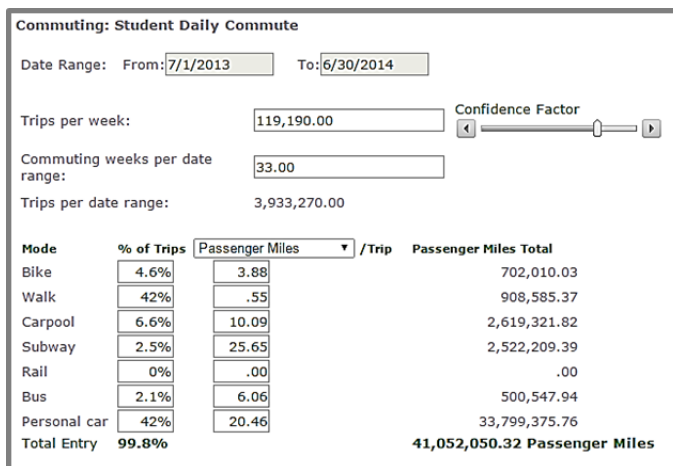 Commuting: Student Daily Commute
Date Range: From: 7/1/2013 To: 6/30/2014
Confidence Factor
Trips per week: 119,190.00
Commuting weeks per date
range: 33.00
Trips per date range: 3,933,270.00
Mode % of Trips Passenger Miles /Trip Passenger Miles Total
Bike 4.6% 3.88 702,010.03
Walk 42% .55 908,585.37
Carpool 6.6% 10.09 2,619,321.82
Subway 2.5% 25.65 2,522,209.39
Rail 0% .00 .00
Bus 2.1% 6.06 500,547.94
Personal car 42% 20.46 33,799,375.76
Total Entry 99.8% 41,052,050.32 Passenger Miles